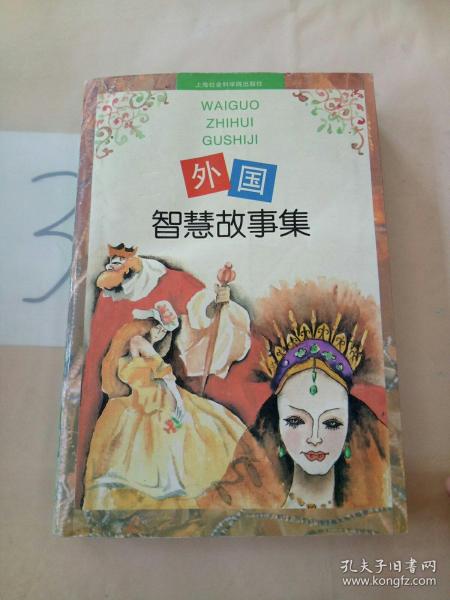 上海社会科学院出版社
WAIGUO
ZHIHUI
GUSHIJI
外国
智慧故事集
3
孔夫子旧书网
www.kongfz.com